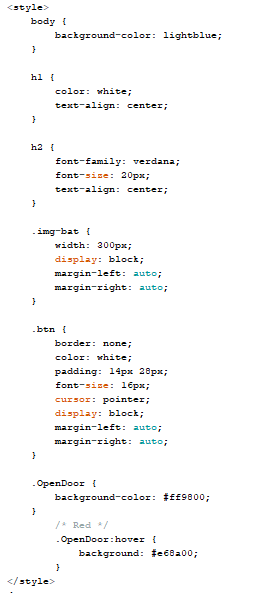 <style>
body {
background-color: lightblue;
}
h1 {
color: white;
text-align: center;
}
h2 {
font-family: verdana;
font-size: 20px;
text-align: center;
}
.img-bat {
width: 300px;
display: block;
margin-left: auto;
margin-right: auto;
}
.btn {
border: none;
color: white;
padding: 14px 28px;
font-size: 16px;
cursor: pointer;
display: block;
margin-left: auto;
margin-right: auto;
}
.OpenDoor {
background-color: #ff9800;
}
/* Red */
.OpenDoor:hover {
background: #e68a00;
}
</style>